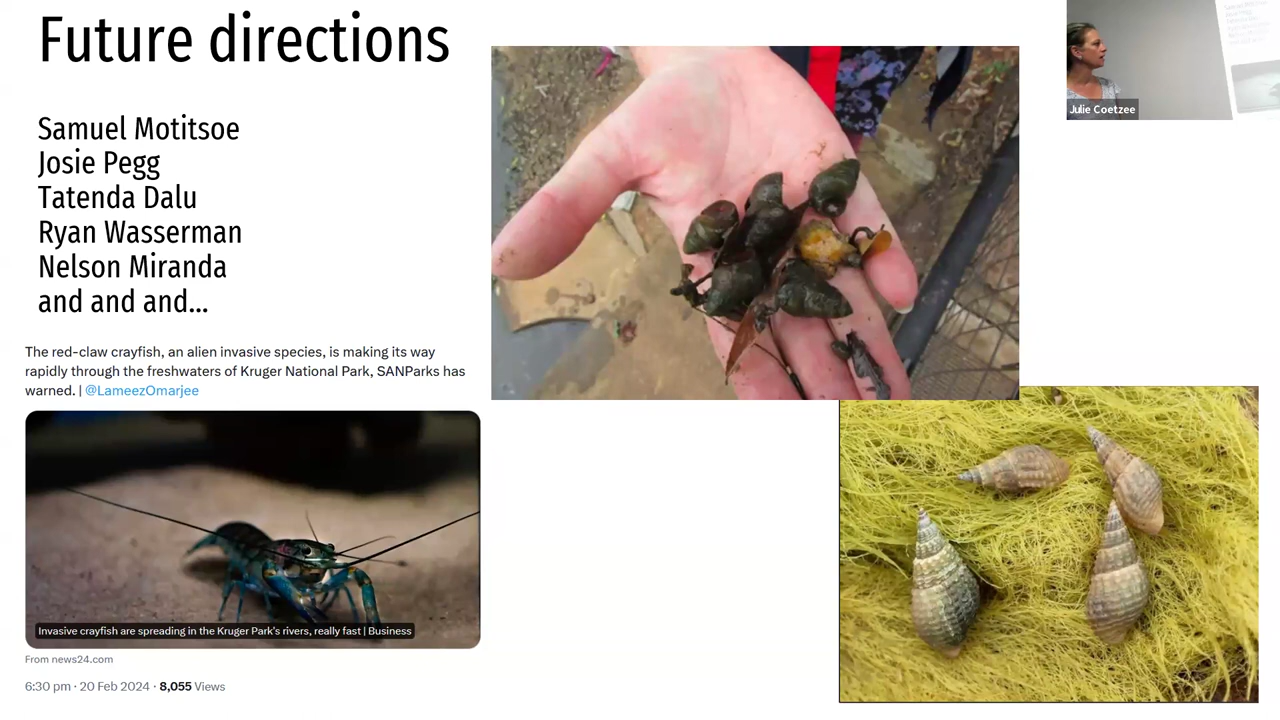 Future directions
Samuel Motitsoe
Josie Pegg
Tatenda Dalu
Ryan Wasserman
Nelson Miranda
and and and...
The red-claw crayfish, an alien invasive species, is making its way
rapidly through the freshwaters of Kruger National Park, SANParks has
warned. | @LameezOmarjee
Invasive crayfish are spreading in the Kruger Park's rivers, really fast | Business
From news24.com
6:30 pm · 20 Feb 2024 · 8,055 Views
Julie Coetzee